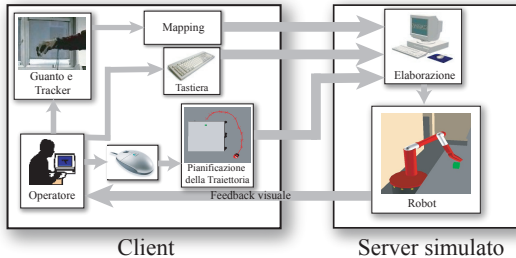 Guanto e
Tracker
Mapping
Tastiera
Elaborazione
Operatore
Pianificazione
della Traiettoria
Feedback visuale
Robot
Client
Server simulato